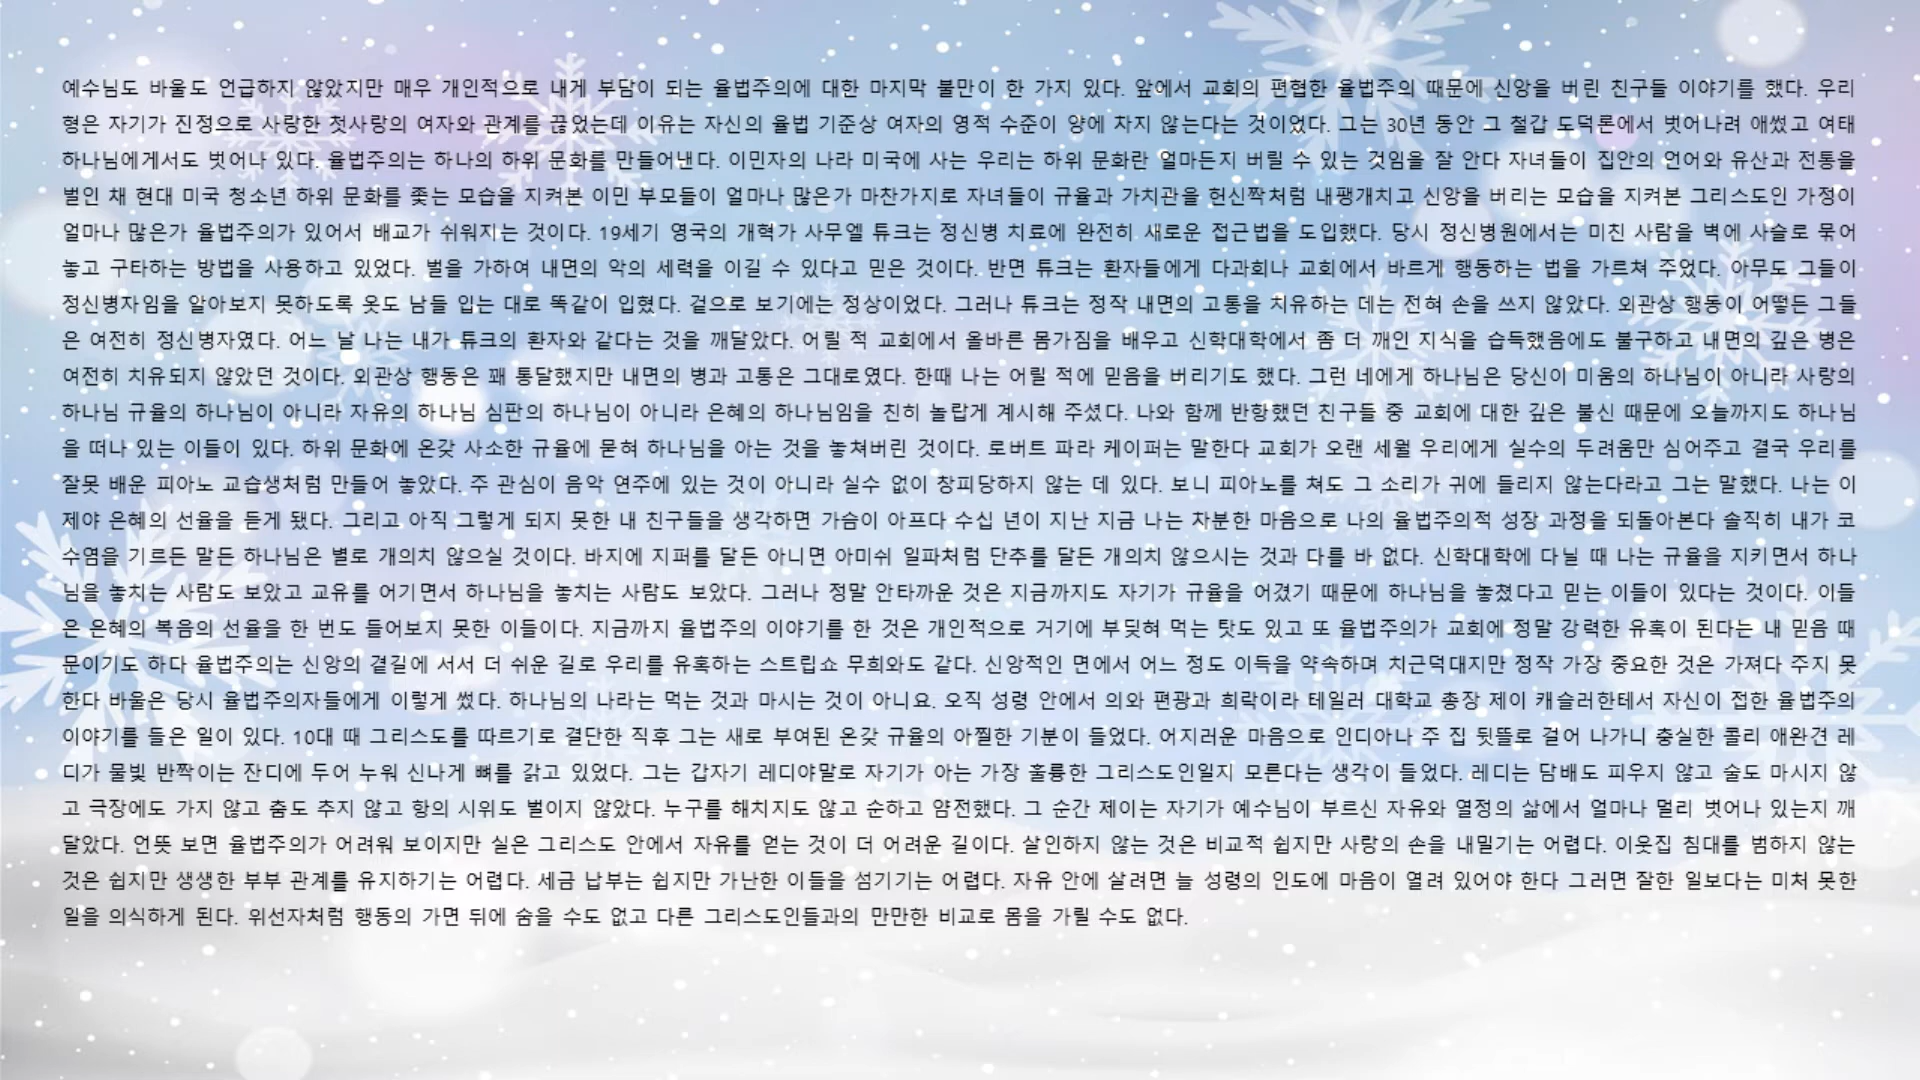 예수님도 바울도 언급하지 않았지만 매우 개인적으로 내게 부담이 되는 율법주의에 대한 마지막 불만이 한 가지 있다. 앞에서 교회의 편협한 율법주의 때문에 신앙을 버린 친구들 이야기를 했다. 우리
형은 자기가 진정으로 사랑한 첫사랑의 여자와 관계를 끊었는데 이유는 자신의 율법 기준상 여자의 영적 수준이 양에 차지 않는다는 것이었다. 그는 30년 동안 그 철갑 도덕론에서 벗어나려 애썼고 여태
하나님에게서도 벗어나 있다. 율법주의는 하나의 하위 문화를 만들어낸다. 이민자의 나라 미국에 사는 우리는 하위 문화란 얼마든지 버릴 수 있는 것임을 잘 안다 자녀들이 집안의 언어와 유산과 전통을
벌인 채 현대 미국 청소년 하위 문화를 좇는 모습을 지켜본 이민 부모들이 얼마나 많은가 마찬가지로 자녀들이 규율과 가치관을 헌신짝처럼 내팽개치고 신앙을 버리는 모습을 지켜본 그리스도인 가정이
얼마나 많은가 율법주의가 있어서 배교가 쉬워지는 것이다. 19세기 영국의 개혁가 사무엘 튜크는 정신병 치료에 완전히 새로운 접근법을 도입했다. 당시 정신병원에서는 미친 사람을 벽에 사슬로 묶어
놓고 구타하는 방법을 사용하고 있었다. 벌을 가하여 내면의 악의 세력을 이길 수 있다고 믿은 것이다. 반면 튜크는 환자들에게 다과회나 교회에서 바르게 행동하는 법을 가르쳐 주었다. 아무도 그들이
정신병자임을 알아보지 못하도록 옷도 남들 입는 대로 똑같이 입혔다. 겉으로 보기에는 정상이었다. 그러나 튜크는 정작 내면의 고통을 치유하는 데는 전혀 손을 쓰지 않았다. 외관상 행동이 어떻든 그들
은 여전히 정신병자였다. 어느 날 나는 내가 튜크의 환자와 같다는 것을 깨달았다. 어릴 적 교회에서 올바른 몸가짐을 배우고 신학대학에서 좀 더 깨인 지식을 습득했음에도 불구하고 내면의 깊은 병은
여전히 치유되지 않았던 것이다. 외관상 행동은 꽤 통달했지만 내면의 병과 고통은 그대로였다. 한때 나는 어릴 적에 믿음을 버리기도 했다. 그런 네에게 하나님은 당신이 미움의 하나님이 아니라 사랑의
하나님 규율의 하나님이 아니라 자유의 하나님 심판의 하나님이 아니라 은혜의 하나님임을 친히 놀랍게 계시해 주셨다. 나와 함께 반항했던 친구들 중 교회에 대한 깊은 불신 때문에 오늘까지도 하나님
을 떠나 있는 이들이 있다. 하위 문화에 온갖 사소한 규율에 묻혀 하나님을 아는 것을 놓쳐버린 것이다. 로버트 파라 케이퍼는 말한다 교회가 오랜 세월 우리에게 실수의 두려움만 심어주고 결국 우리를
잘못 배운 피아노 교습생처럼 만들어 놓았다. 주 관심이 음악 연주에 있는 것이 아니라 실수 없이 창피당하지 않는 데 있다. 보니 피아노를 쳐도 그 소리가 귀에 들리지 않는다라고 그는 말했다. 나는 이
제야 은혜의 선율을 듣게 됐다. 그리고 아직 그렇게 되지 못한 내 친구들을 생각하면 가슴이 아프다 수십 년이 지난 지금 나는 차분한 마음으로 나의 율법주의적 성장 과정을 되돌아본다 솔직히 내가 코
수염을 기르든 말든 하나님은 별로 개의치 않으실 것이다. 바지에 지퍼를 달든 아니면 아미쉬 일파처럼 단추를 달든 개의치 않으시는 것과 다를 바 없다. 신학대학에 다닐 때 나는 규율을 지키면서 하나
님을 놓치는 사람도 보았고 교유를 어기면서 하나님을 놓치는 사람도 보았다. 그러나 정말 안타까운 것은 지금까지도 자기가 규율을 어겼기 때문에 하나님을 놓쳤다고 믿는 이들이 있다는 것이다. 이들
은 은혜의 복음의 선율을 한 번도 들어보지 못한 이들이다. 지금까지 율법주의 이야기를 한 것은 개인적으로 거기에 부딪혀 먹는 탓도 있고 또 율법주의가 교회에 정말 강력한 유혹이 된다는 내 믿음 때
문이기도 하다 율법주의는 신앙의 곁길에 서서 더 쉬운 길로 우리를 유혹하는 스트립쇼 무희와도 같다. 신앙적인 면에서 어느 정도 이득을 약속하며 치근덕대지만 정작 가장 중요한 것은 가져다 주지 못
한다 바울은 당시 율법주의자들에게 이렇게 썼다. 하나님의 나라는 먹는 것과 마시는 것이 아니요. 오직 성령 안에서 의와 편광과 희락이라 테일러 대학교 총장 제이 캐슬러한테서 자신이 접한 율법주의
이야기를 들은 일이 있다. 10대 때 그리스도를 따르기로 결단한 직후 그는 새로 부여된 온갖 규율의 아찔한 기분이 들었다. 어지러운 마음으로 인디아나 주 집 뒷뜰로 걸어 나가니 충실한 콜리 애완견 레
디가 물빛 반짝이는 잔디에 두어 누워 신나게 뼈를 갉고 있었다. 그는 갑자기 레디야말로 자기가 아는 가장 훌륭한 그리스도인일지 모른다는 생각이 들었다. 레디는 담배도 피우지 않고 술도 마시지 않
고 극장에도 가지 않고 춤도 추지 않고 항의 시위도 벌이지 않았다. 누구를 해치지도 않고 순하고 얌전했다. 그 순간 제이는 자기가 예수님이 부르신 자유와 열정의 삶에서 얼마나 멀리 벗어나 있는지 깨
달았다. 언뜻 보면 율법주의가 어려워 보이지만 실은 그리스도 안에서 자유를 얻는 것이 더 어려운 길이다. 살인하지 않는 것은 비교적 쉽지만 사랑의 손을 내밀기는 어렵다. 이웃집 침대를 범하지 않는
것은 쉽지만 생생한 부부 관계를 유지하기는 어렵다. 세금 납부는 쉽지만 가난한 이들을 섬기기는 어렵다. 자유 안에 살려면 늘 성령의 인도에 마음이 열려 있어야 한다 그러면 잘한 일보다는 미처 못한
일을 의식하게 된다. 위선자처럼 행동의 가면 뒤에 숨을 수도 없고 다른 그리스도인들과의 만만한 비교로 몸을 가릴 수도 없다.